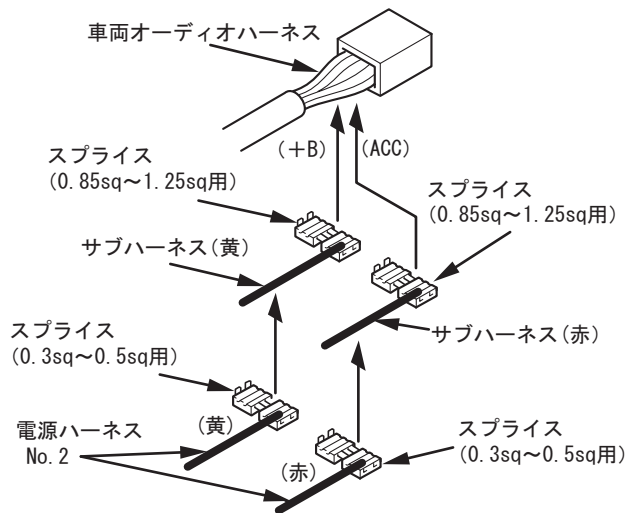 車両オーディオハーネス
(+B)
(ACC)
スプライス
(0.85sq～1.25sq用)
スプライス
(0.85sq～1.25sq用)
サブハーネス(黄)
サブハーネス(赤)
スプライス
(0.3sq～0.5sq用)
電源ハーネス
No.2
(黄)
(赤)
スプライス
(0.3sq～0.5sq用)